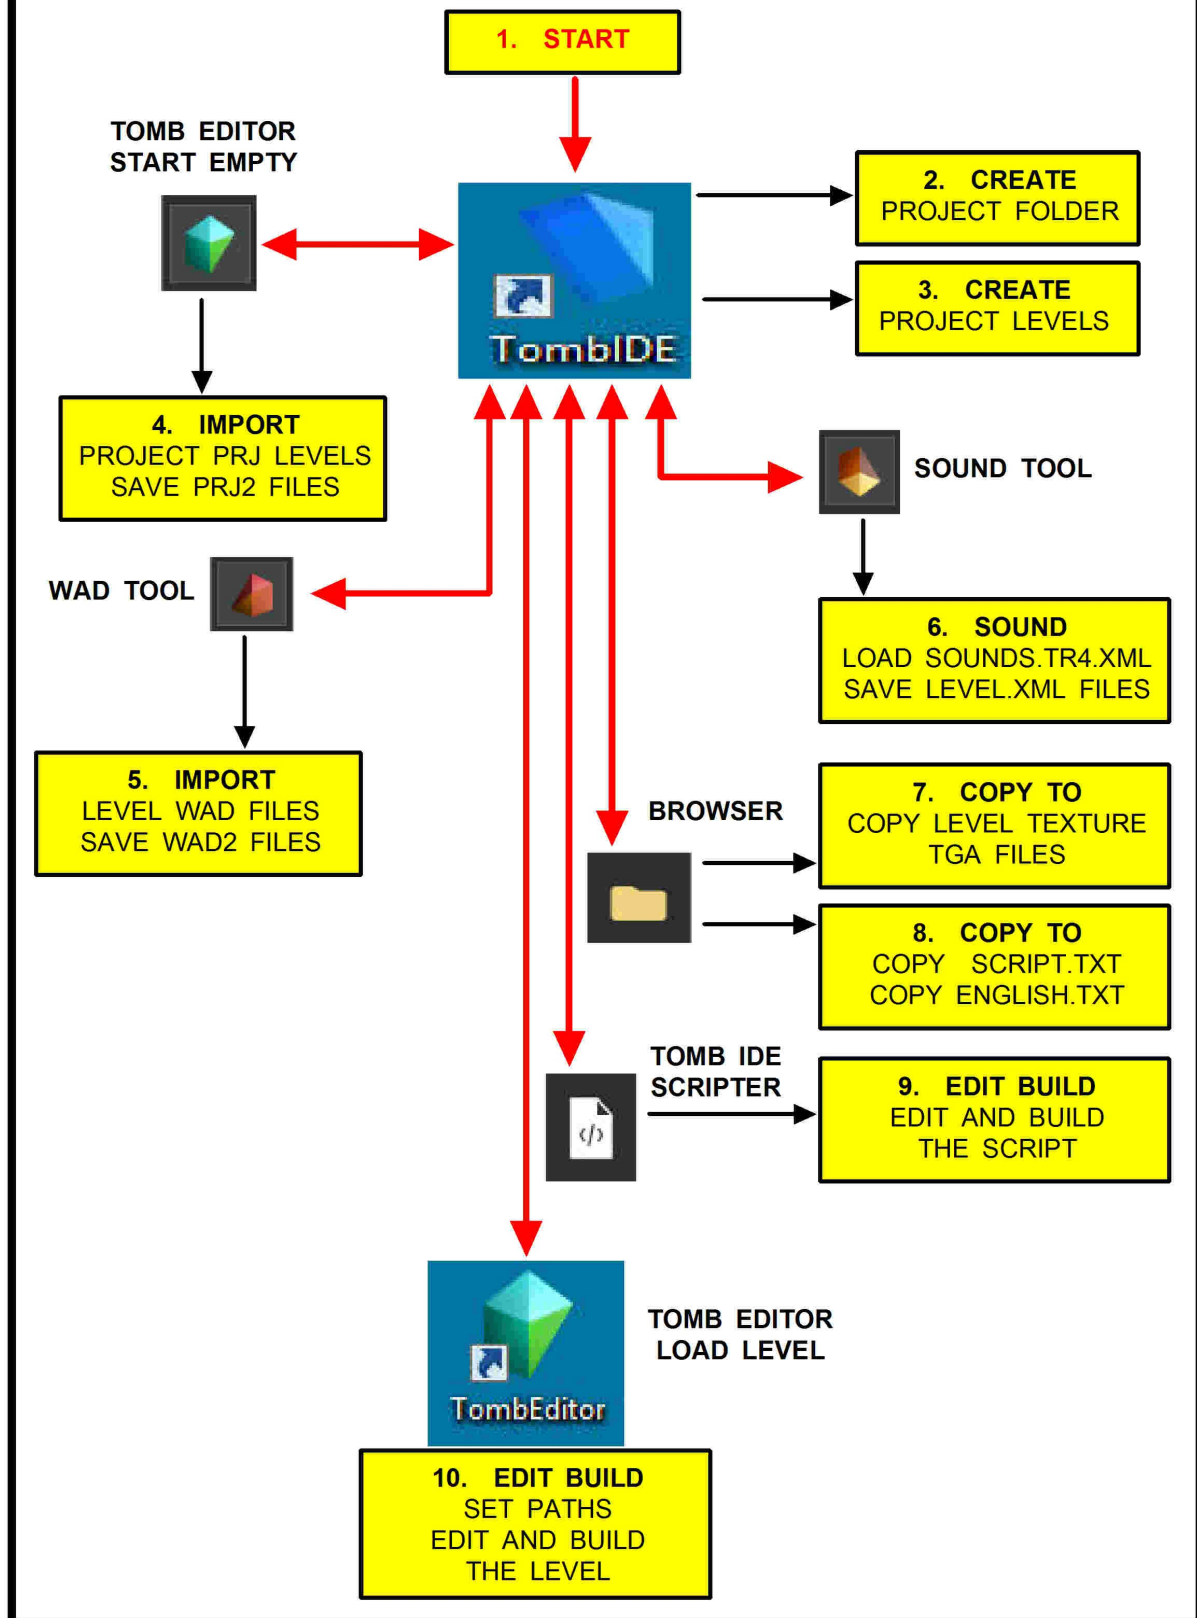 1. START
TOMB EDITOR
START EMPTY
2. CREATE
PROJECT FOLDER
3. CREATE
PROJECT LEVELS
TombIDE
4. IMPORT
PROJECT PRJ LEVELS
SAVE PRJ2 FILES
SOUND TOOL
WAD TOOL
6. SOUND
LOAD SOUNDS.TR4.XML
SAVE LEVEL.XML FILES
5. IMPORT
LEVEL WAD FILES
SAVE WAD2 FILES
BROWSER
7. COPY TO
COPY LEVEL TEXTURE
TGA FILES
8. COPY TO
COPY SCRIPT.TXT
COPY ENGLISH.TXT
TOMB IDE
SCRIPTER
</>
9. EDIT BUILD
EDIT AND BUILD
THE SCRIPT
TOMB EDITOR
LOAD LEVEL
TombEditor
10. EDIT BUILD
SET PATHS
EDIT AND BUILD
THE LEVEL